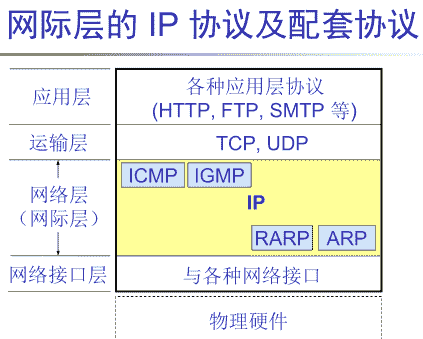 网际层的 IP 协议及配套协议
应用层
各种应用层协议
(HTTP, FTP, SMTP 等)
运输层
TCP, UDP
ICMP IGMP
网络层
（网际层）
IP
RARP ARP
网络接口层
与各种网络接口
物理硬件